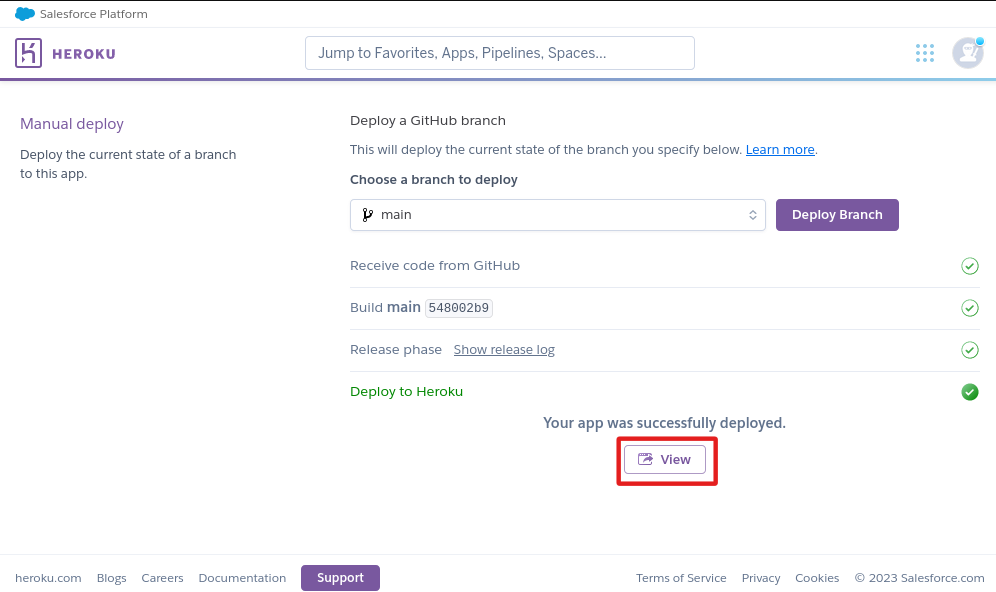 Salesforce Platform
HEROKU
Jump to Favorites, Apps, Pipelines, Spaces...
Manual deploy
Deploy the current state of a branch
to this app.
Deploy a GitHub branch
This will deploy the current state of the branch you specify below. Learn more.
Choose a branch to deploy
main
Deploy Branch
Receive code from GitHub
Build main 548002b9
Release phase Show release log
Deploy to Heroku
Your app was successfully deployed.
View
heroku.com Blogs Careers Documentation Support Terms of Service Privacy Cookies © 2023 Salesforce.com